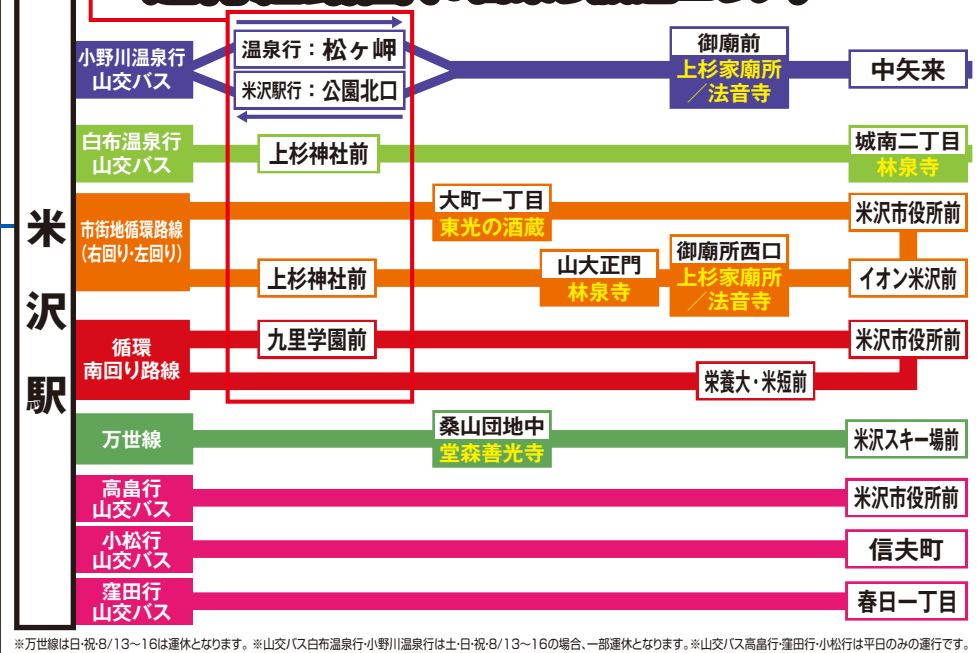 米沢駅
小野川温泉行
山交バス
温泉行：松ヶ岬
米沢駅行：公園北口
御廟前
上杉家廟所
／法音寺
中矢来
白布温泉行
山交バス
上杉神社前
城南二丁目
林泉寺
市街地循環路線
（右回り・左回り）
大町一丁目
東光の酒蔵
米沢市役所前
上杉神社前
山大正門
林泉寺
御廟所西口
上杉家廟所
／法音寺
イオン米沢前
循環
南回り路線
九里学園前
米沢市役所前
栄養大・米短前
万世線
桑山団地中
堂森善光寺
米沢スキー場前
高畠行
山交バス
米沢市役所前
小松行
山交バス
信夫町
窪田行
山交バス
春日一丁目
※万世線は日・祝・8/13～16は運休となります。※山交バス白布温泉行・小野川温泉行は土・日・祝・8/13～16の場合、一部運休となります。※山交バス高畠行・窪田行・小松行は平日のみの運行です。